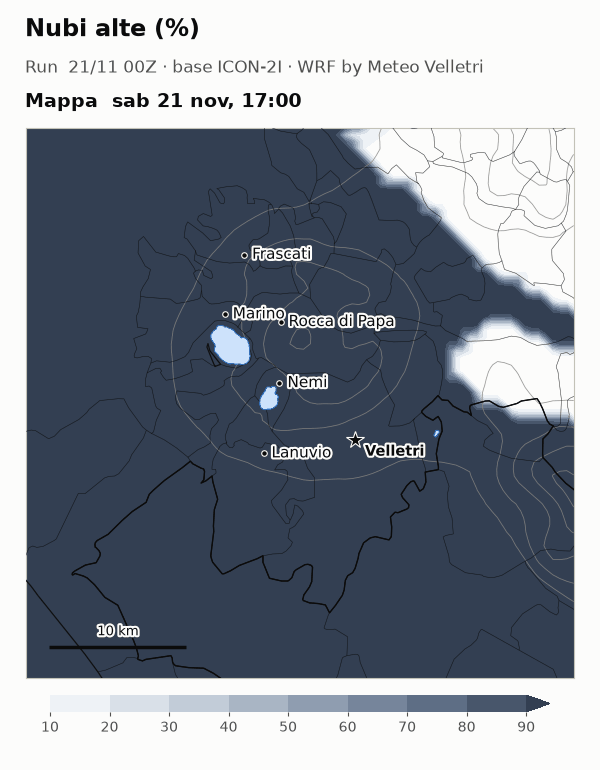 Nubi alte (%)
Run 21/11 00Z · base ICON-2I · WRF by Meteo Velletri
Mappa sab 21 nov, 17:00
Frascati
Marino
Rocca di Papa
Nemi
Velletri
Lanuvio
10 km
10 20 30 40 50 60 70 80 90